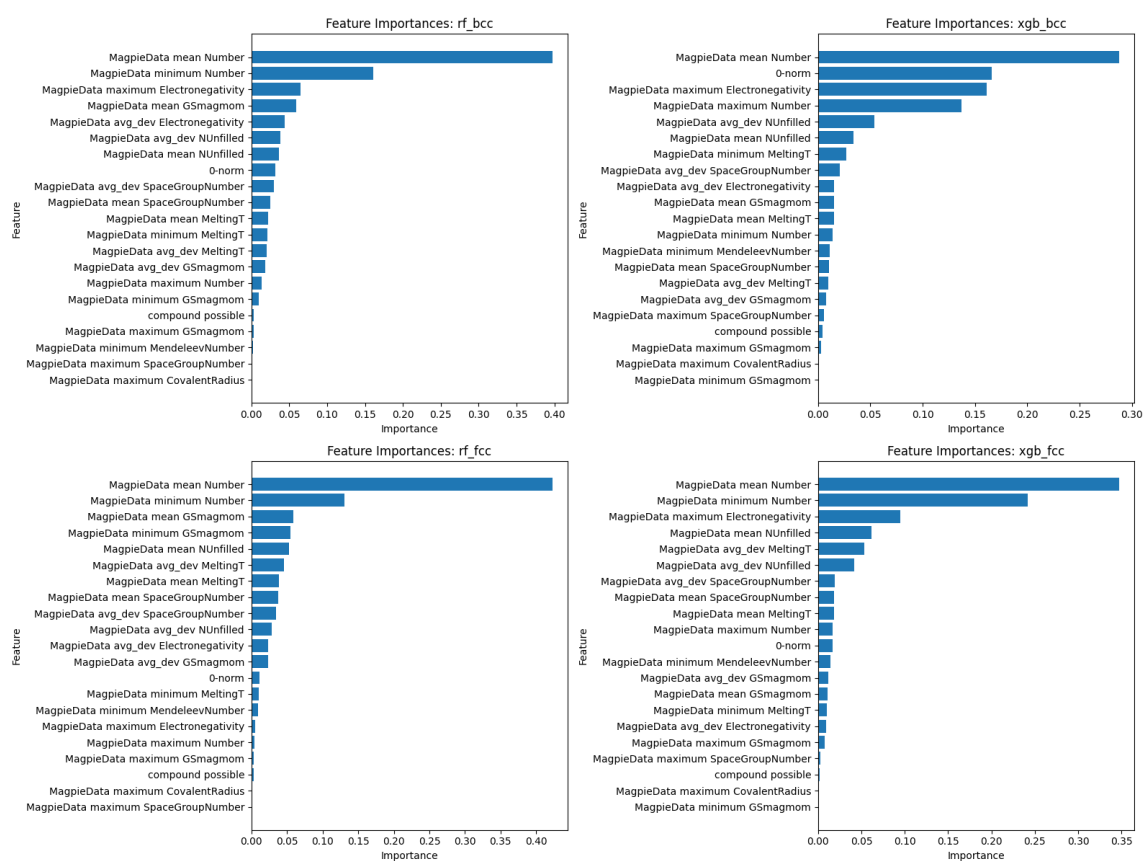 Feature Importances: rf_bcc
MagpieData mean Number
MagpieData minimum Number
MagpieData maximum Electronegativity
MagpieData mean GSmagmom
MagpieData avg_dev Electronegativity
MagpieData avg_dev NUnfilled
MagpieData mean NUnfilled
0-norm
MagpieData avg_dev SpaceGroupNumber
MagpieData mean SpaceGroupNumber
MagpieData mean MeltingT
MagpieData minimum MeltingT
MagpieData avg_dev MeltingT
MagpieData avg_dev GSmagmom
MagpieData maximum Number
MagpieData minimum GSmagmom
compound possible
MagpieData maximum GSmagmom
MagpieData minimum MendeleevNumber
MagpieData maximum SpaceGroupNumber
MagpieData maximum CovalentRadius
Feature
0.00 0.05 0.10 0.15 0.20 0.25 0.30 0.35 0.40
Importance
Feature Importances: xgb_bcc
MagpieData mean Number
0-norm
MagpieData maximum Electronegativity
MagpieData maximum Number
MagpieData avg_dev NUnfilled
MagpieData mean NUnfilled
MagpieData minimum MeltingT
MagpieData avg_dev SpaceGroupNumber
MagpieData avg_dev Electronegativity
MagpieData mean GSmagmom
MagpieData mean MeltingT
MagpieData minimum Number
MagpieData minimum MendeleevNumber
MagpieData mean SpaceGroupNumber
MagpieData avg_dev MeltingT
MagpieData avg_dev GSmagmom
MagpieData maximum SpaceGroupNumber
compound possible
MagpieData maximum GSmagmom
MagpieData maximum CovalentRadius
MagpieData minimum GSmagmom
Feature
0.00 0.05 0.10 0.15 0.20 0.25 0.30
Importance
Feature Importances: rf_fcc
MagpieData mean Number
MagpieData minimum Number
MagpieData mean GSmagmom
MagpieData minimum GSmagmom
MagpieData mean NUnfilled
MagpieData avg_dev MeltingT
MagpieData mean MeltingT
MagpieData mean SpaceGroupNumber
MagpieData avg_dev SpaceGroupNumber
MagpieData avg_dev NUnfilled
MagpieData avg_dev Electronegativity
MagpieData avg_dev GSmagmom
0-norm
MagpieData minimum MeltingT
MagpieData minimum MendeleevNumber
MagpieData maximum Electronegativity
MagpieData maximum Number
MagpieData maximum GSmagmom
compound possible
MagpieData maximum CovalentRadius
MagpieData maximum SpaceGroupNumber
Feature
0.00 0.05 0.10 0.15 0.20 0.25 0.30 0.35 0.40
Importance
Feature Importances: xgb_fcc
MagpieData mean Number
MagpieData minimum Number
MagpieData maximum Electronegativity
MagpieData mean NUnfilled
MagpieData avg_dev MeltingT
MagpieData avg_dev NUnfilled
MagpieData avg_dev SpaceGroupNumber
MagpieData mean SpaceGroupNumber
MagpieData mean MeltingT
MagpieData maximum Number
0-norm
MagpieData minimum MendeleevNumber
MagpieData avg_dev GSmagmom
MagpieData mean GSmagmom
MagpieData minimum MeltingT
MagpieData avg_dev Electronegativity
MagpieData maximum GSmagmom
MagpieData maximum SpaceGroupNumber
compound possible
MagpieData maximum CovalentRadius
MagpieData minimum GSmagmom
Feature
0.00 0.05 0.10 0.15 0.20 0.25 0.30 0.35
Importance